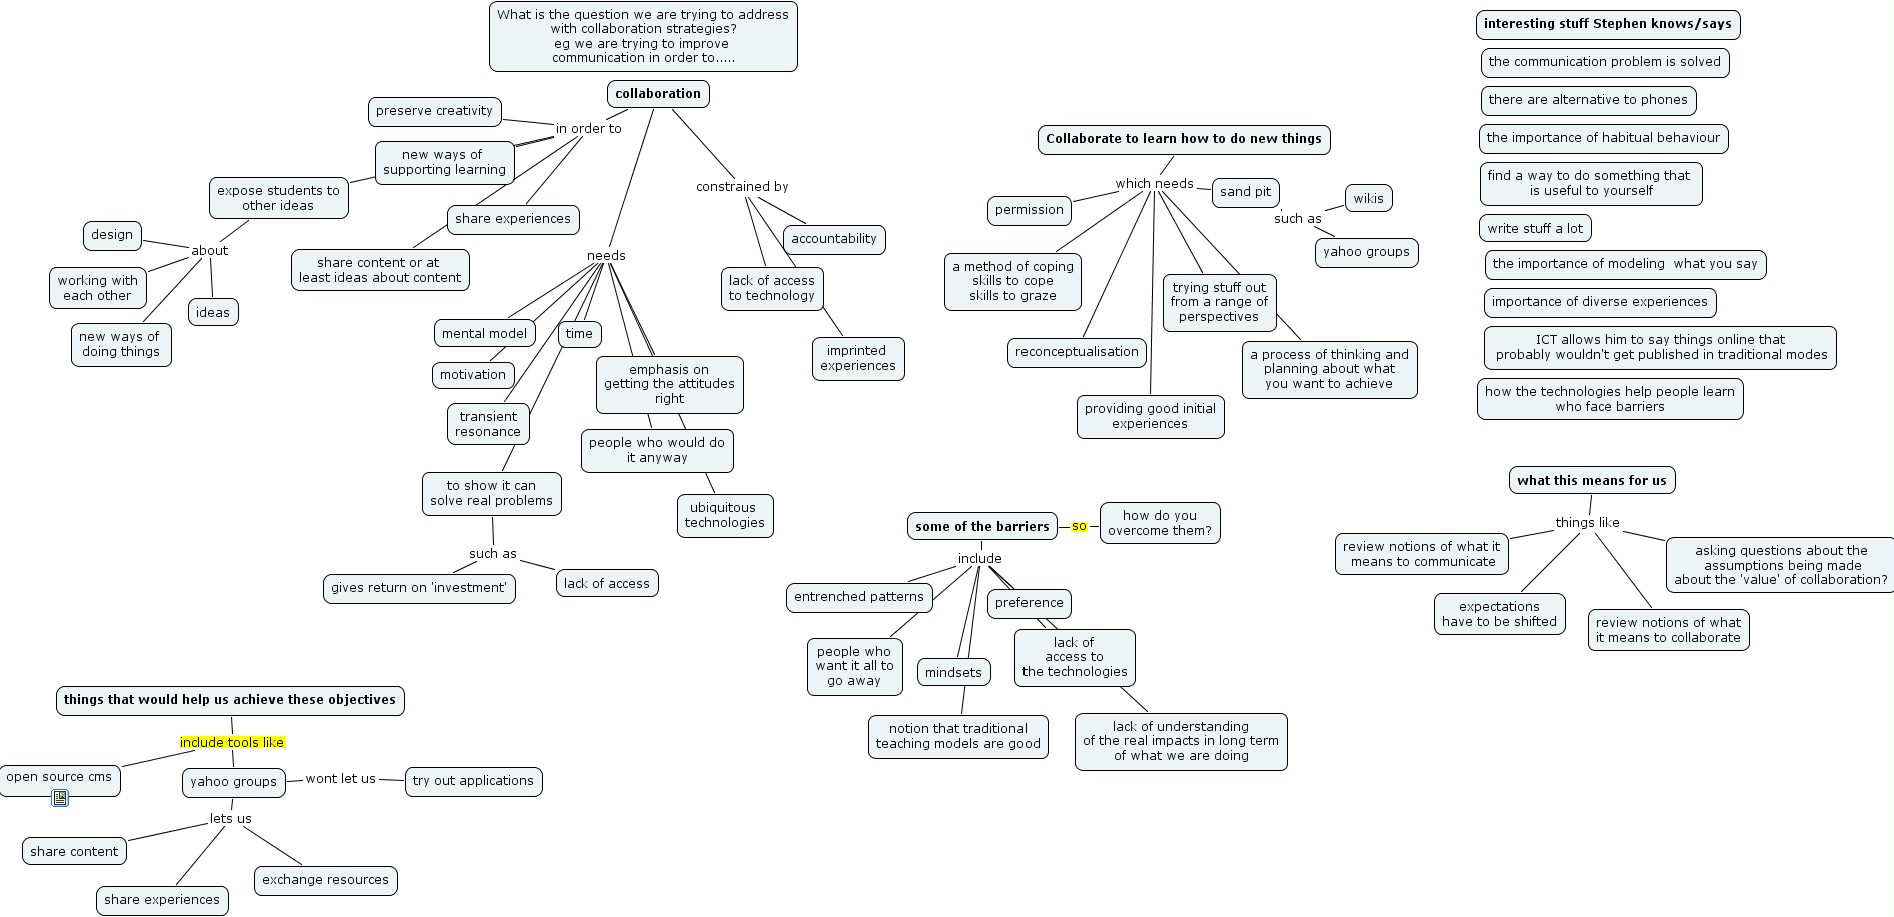 What is the question we are trying to address
with collaboration strategies?
eg we are trying to improve
communication in order to.....
collaboration
in order to
preserve creativity
new ways of
supporting learning
expose students to
other ideas
about
design
working with
each other
new ways of
doing things
ideas
share experiences
share content or at
least ideas about content
needs
mental model
time
motivation
transient
resonance
to show it can
solve real problems
such as
gives return on 'investment'
lack of access
emphasis on
getting the attitudes
right
people who would do
it anyway
ubiquitous
technologies
constrained by
accountability
lack of access
to technology
imprinted
experiences
Collaborate to learn how to do new things
which needs
permission
sand pit
such as
wikis
yahoo groups
a method of coping
skills to cope
skills to graze
trying stuff out
from a range of
perspectives
reconceptualisation
a process of thinking and
planning about what
you want to achieve
providing good initial
experiences
interesting stuff Stephen knows/says
the communication problem is solved
there are alternative to phones
the importance of habitual behaviour
find a way to do something that
is useful to yourself
write stuff a lot
the importance of modeling  what you say
importance of diverse experiences
ICT allows him to say things online that
probably wouldn't get published in traditional modes
how the technologies help people learn
who face barriers
what this means for us
things like
review notions of what it
means to communicate
expectations
have to be shifted
review notions of what
it means to collaborate
asking questions about the
assumptions being made
about the 'value' of collaboration?
some of the barriers
so
how do you
overcome them?
include
entrenched patterns
preference
people who
want it all to
go away
mindsets
lack of
access to
the technologies
notion that traditional
teaching models are good
lack of understanding
of the real impacts in long term
of what we are doing
things that would help us achieve these objectives
include tools like
open source cms
yahoo groups
wont let us
try out applications
lets us
share content
share experiences
exchange resources